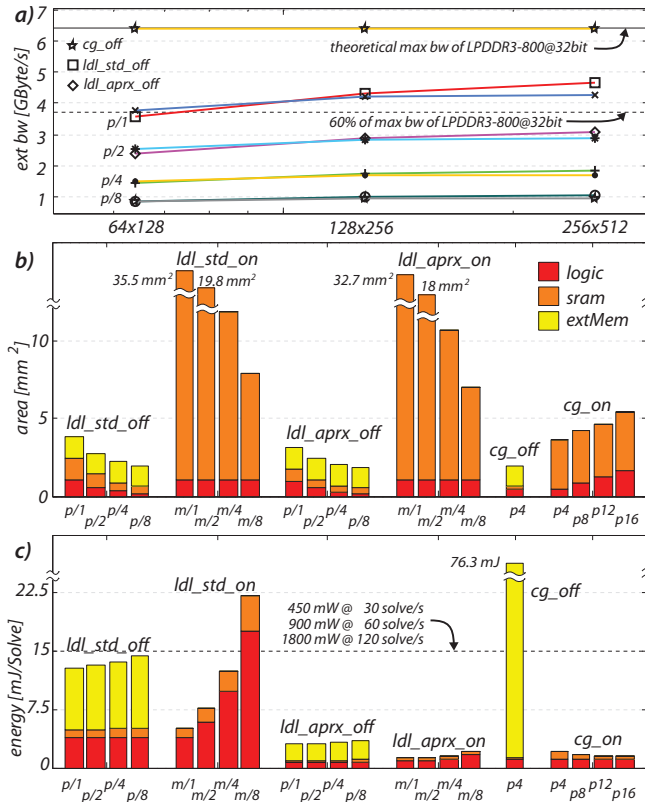 a)
7
6
5
4
3
2
1
ext bw [GByte/s]
cg_off
ldl_std_off
ldl_aprx_off
theoretical max bw of LPDDR3-800@32bit
60% of max bw of LPDDR3-800@32bit
p/1
p/2
p/4
p/8
64x128 128x256 256x512
b)
ldl_std_on
35.5 mm² 19.8 mm²
ldl_aprx_on
32.7 mm² 18 mm²
logic
sram
extMem
10
5
0
area [mm²]
ldl_std_off
ldl_aprx_off
cg_off
cg_on
p/1 p/2 p/4 p/8 m/1 m/2 m/4 m/8 p/1 p/2 p/4 p/8 m/1 m/2 m/4 m/8 p4 p4 p8 p12 p16
c)
76.3 mJ
22.5
15
7.5
0
energy [mJ/Solve]
ldl_std_on
cg_off
450 mW @ 30 solve/s
900 mW @ 60 solve/s
1800 mW @ 120 solve/s
ldl_std_off
ldl_aprx_off
ldl_aprx_on
cg_on
p/1 p/2 p/4 p/8 m/1 m/2 m/4 m/8 p/1 p/2 p/4 p/8 m/1 m/2 m/4 m/8 p4 p4 p8 p12 p16